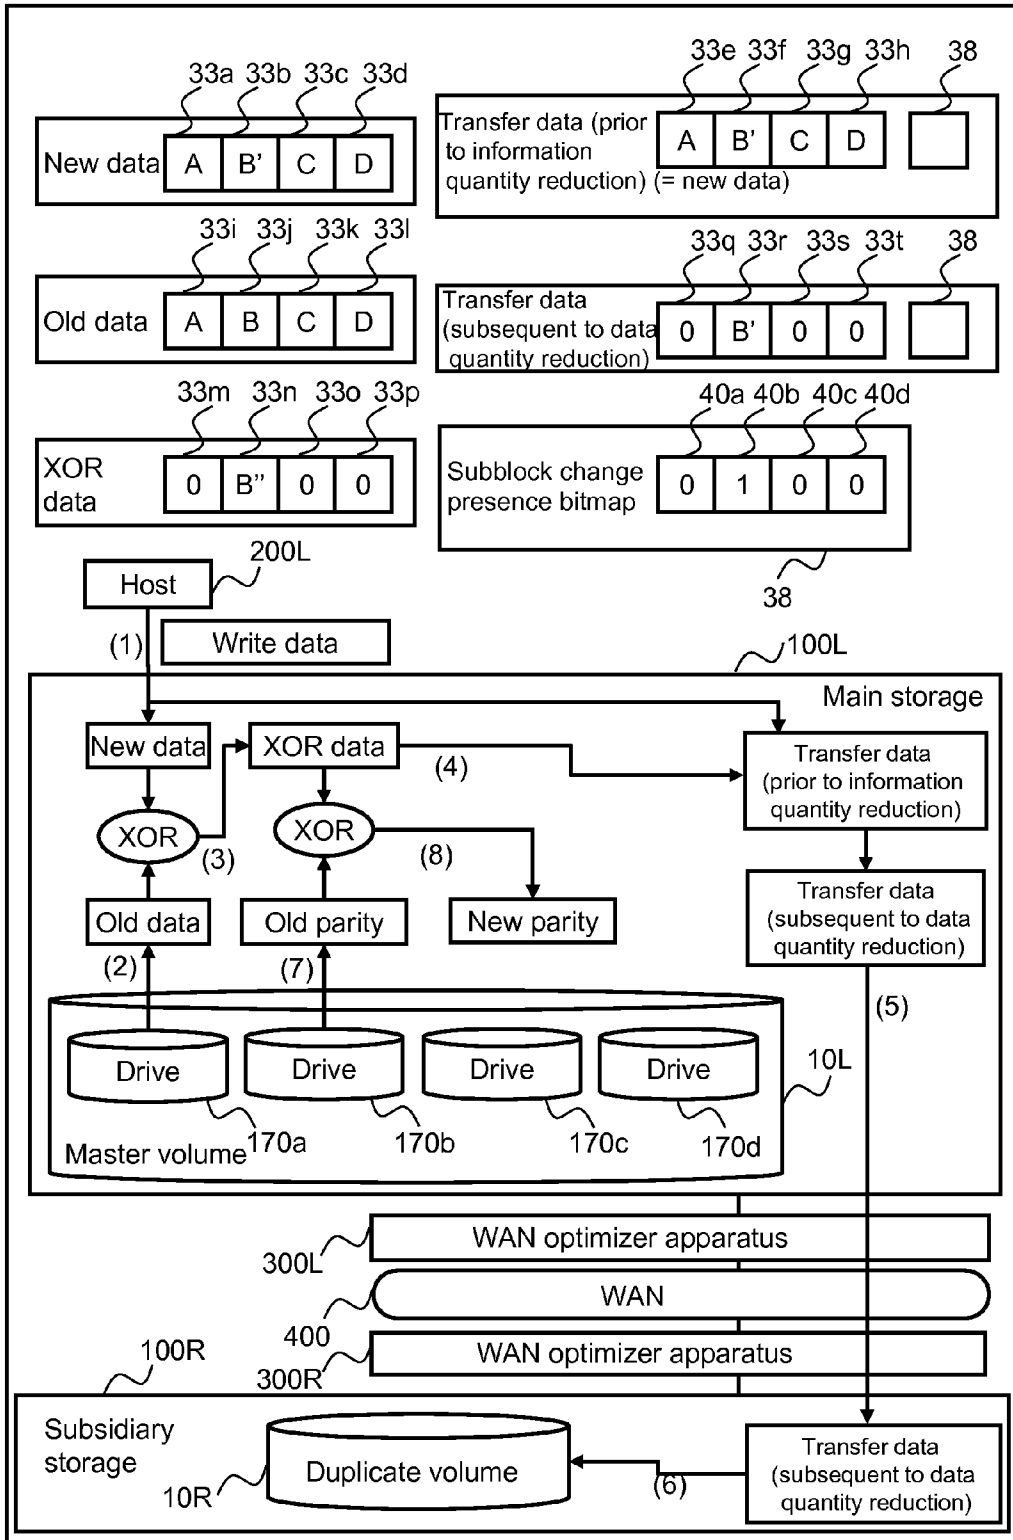 33a 33b 33c 33d
New data A B' C D
33e 33f 33g 33h 38
Transfer data (prior
to information
quantity reduction) (= new data)
A B' C D
33i 33j 33k 33l
Old data A B C D
33q 33r 33s 33t 38
Transfer data
(subsequent to data
quantity reduction)
0 B' 0 0
33m 33n 33o 33p
XOR
data
0 B" 0 0
40a 40b 40c 40d
Subblock change
presence bitmap
0 1 0 0
38
200L
Host
(1)
Write data
100L
Main storage
New data
XOR data
(4)
Transfer data
(prior to information
quantity reduction)
XOR
(3)
XOR
(8)
Old data
Old parity
New parity
Transfer data
(subsequent to data
quantity reduction)
(2)
(7)
(5)
Drive
Drive
Drive
Drive
10L
170a
170b
170c
170d
Master volume
WAN optimizer apparatus
300L
WAN
400
WAN optimizer apparatus
300R
100R
Subsidiary
storage
Duplicate volume
10R
(6)
Transfer data
(subsequent to data
quantity reduction)